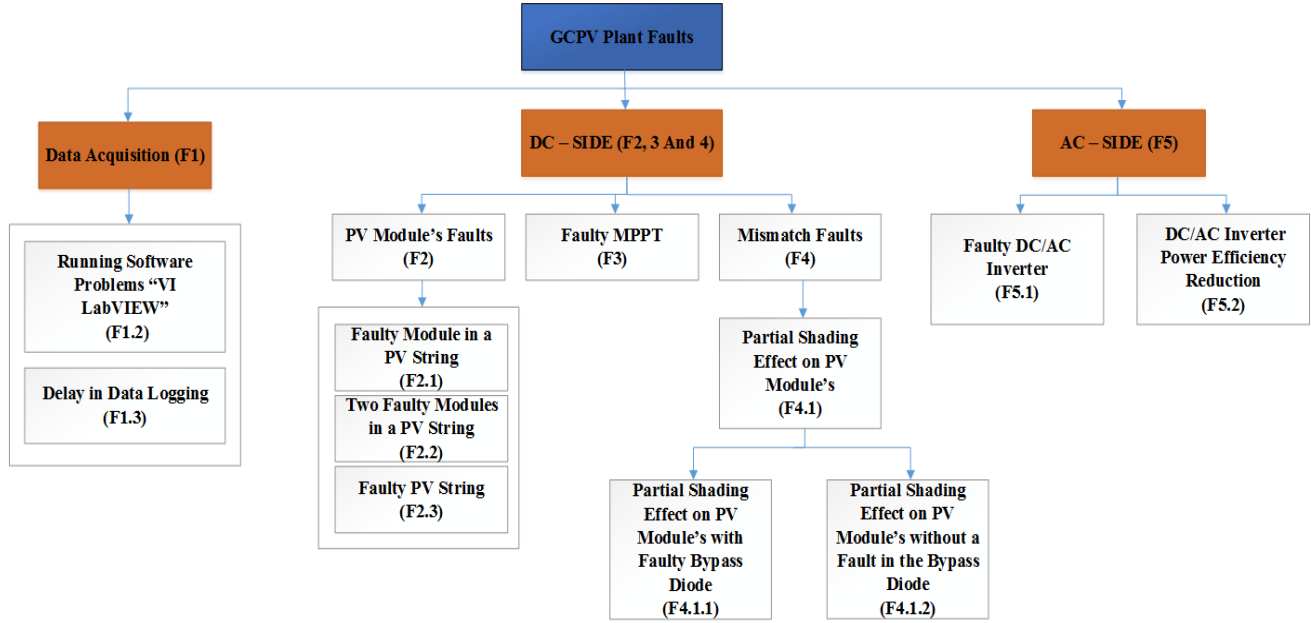 GCPV Plant Faults
Data Acquisition (F1)
DC – SIDE (F2, 3 And 4)
AC – SIDE (F5)
Running Software
Problems “VI
LabVIEW”
(F1.2)
Delay in Data Logging
(F1.3)
PV Module’s Faults
(F2)
Faulty Module in a
PV String
(F2.1)
Two Faulty Modules
in a PV String
(F2.2)
Faulty PV String
(F2.3)
Faulty MPPT
(F3)
Mismatch Faults
(F4)
Partial Shading
Effect on PV
Module’s
(F4.1)
Partial Shading
Effect on PV
Module’s with
Faulty Bypass
Diode
(F4.1.1)
Partial Shading
Effect on PV
Module’s without a
Fault in the Bypass
Diode
(F4.1.2)
Faulty DC/AC
Inverter
(F5.1)
DC/AC Inverter
Power Efficiency
Reduction
(F5.2)